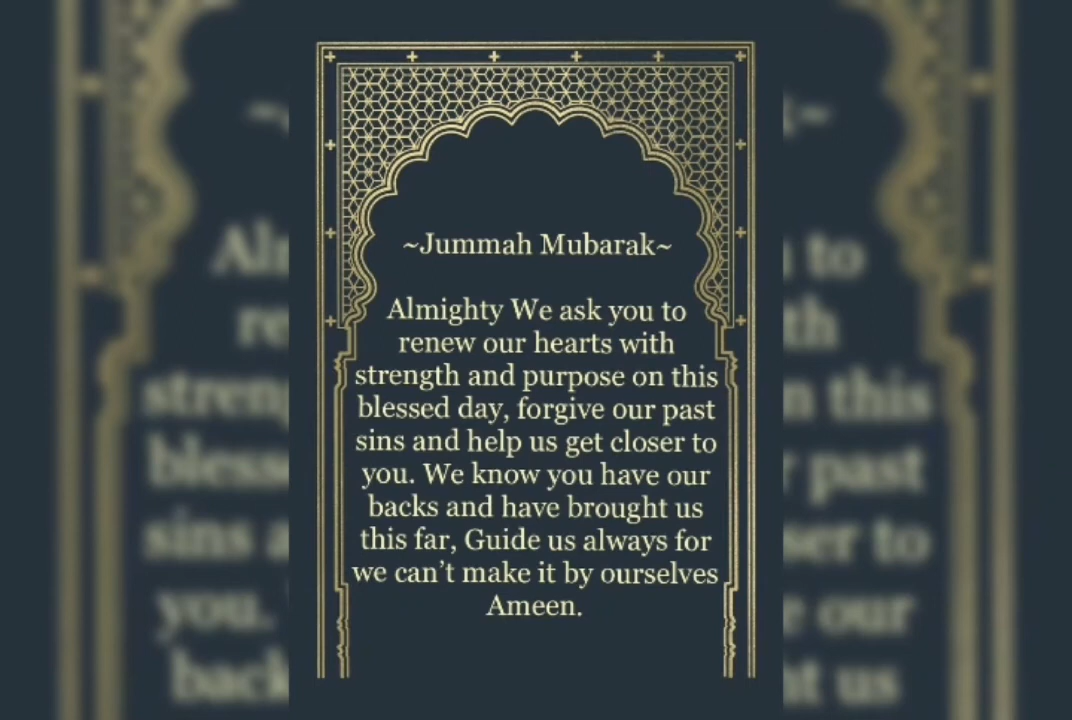 ~Jummah Mubarak~
Almighty We ask you to
renew our hearts with
strength and purpose on this
blessed day, forgive our past
sins and help us get closer to
you. We know you have our
backs and have brought us
this far, Guide us always for
we can't make it by ourselves
Ameen.